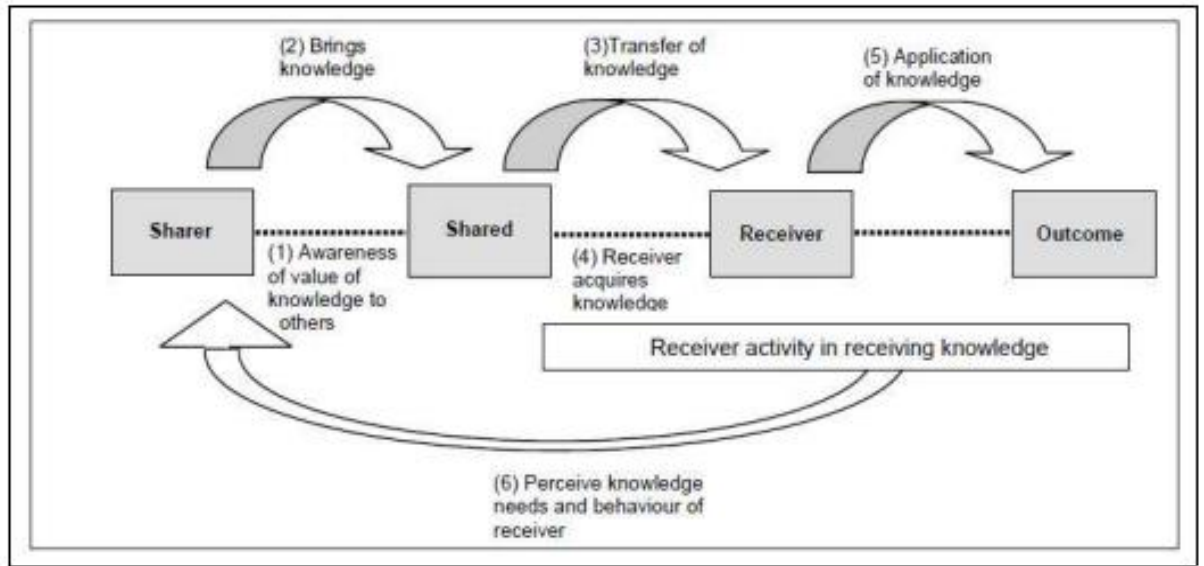 (2) Brings
knowledge
(3)Transfer of
knowledge
(5) Application
of knowledge
Sharer
Shared
Receiver
Outcome
(1) Awareness
of value of
knowledge to
others
(4) Receiver
acquires
knowledge
Receiver activity in receiving knowledge
(6) Perceive knowledge
needs and behaviour of
receiver